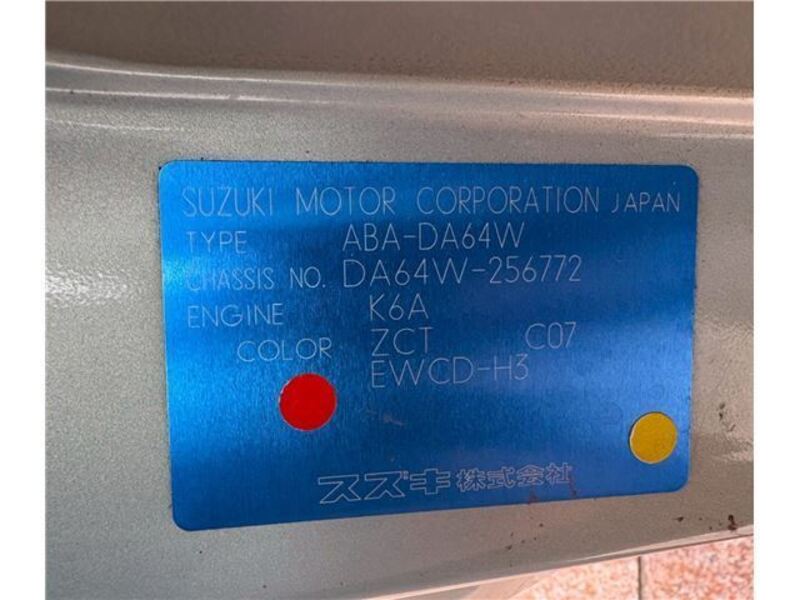 SUZUKI MOTOR CORPORATION JAPAN
TYPE ABA-DA64W
CHASSIS NO. DA64W-256772
ENGINE K6A
COLOR ZCT C07
EWCD-H3
スズキ株式会社